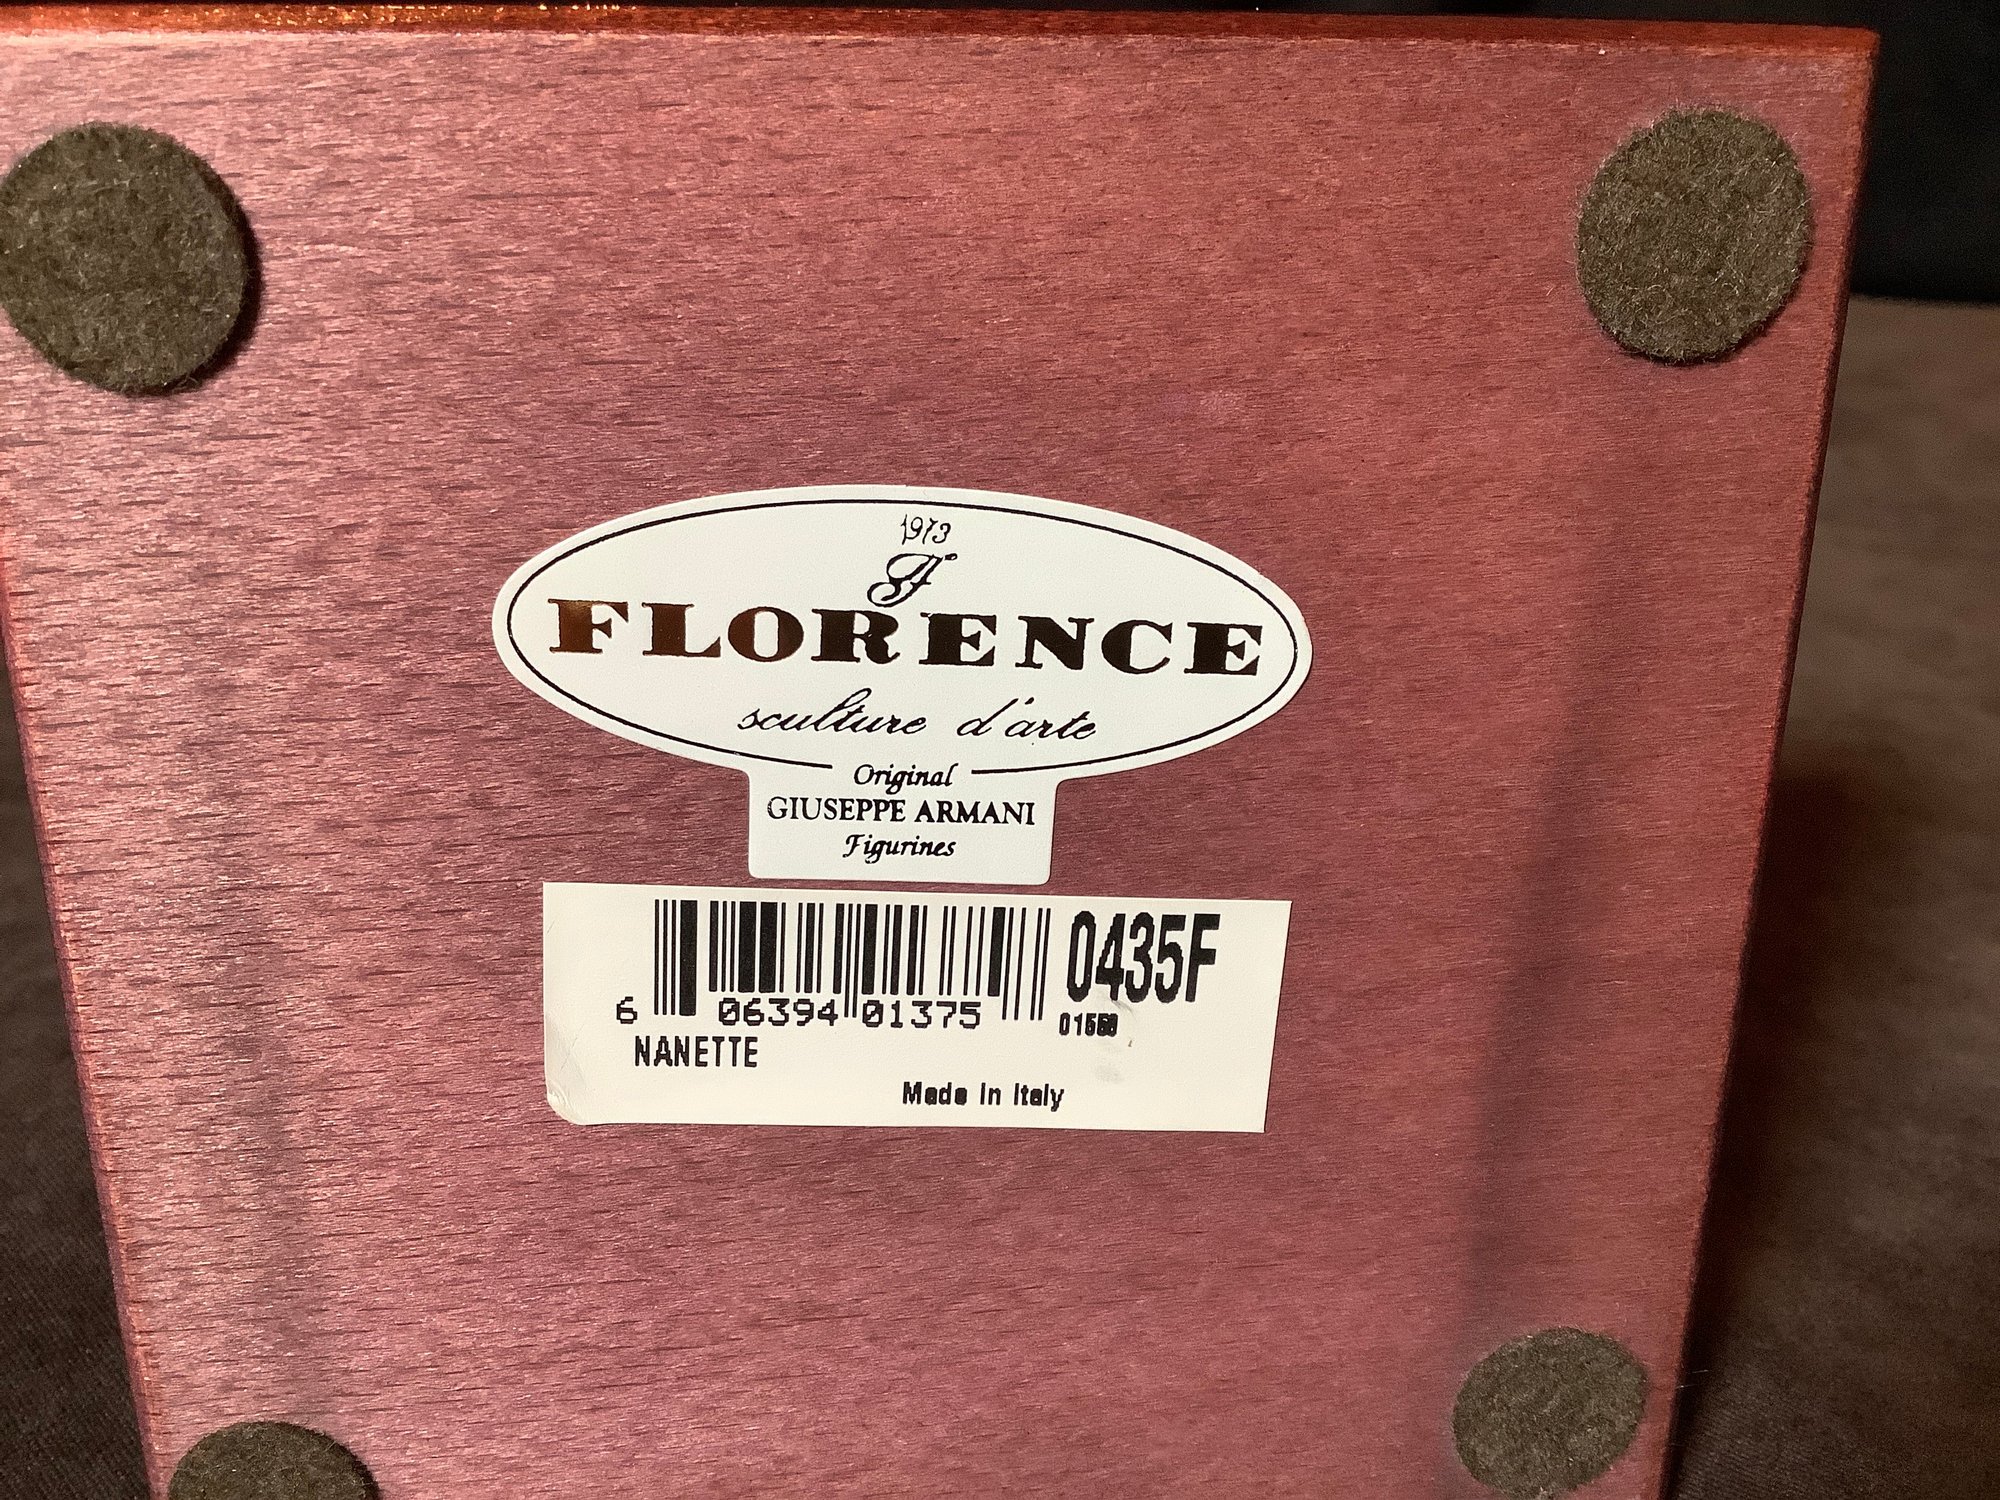 1973
F
FLORENCE
sculture d'arte
Original
GIUSEPPE ARMANI
Figurines
0435F
6 06394 01375
NANETTE
Made In Italy